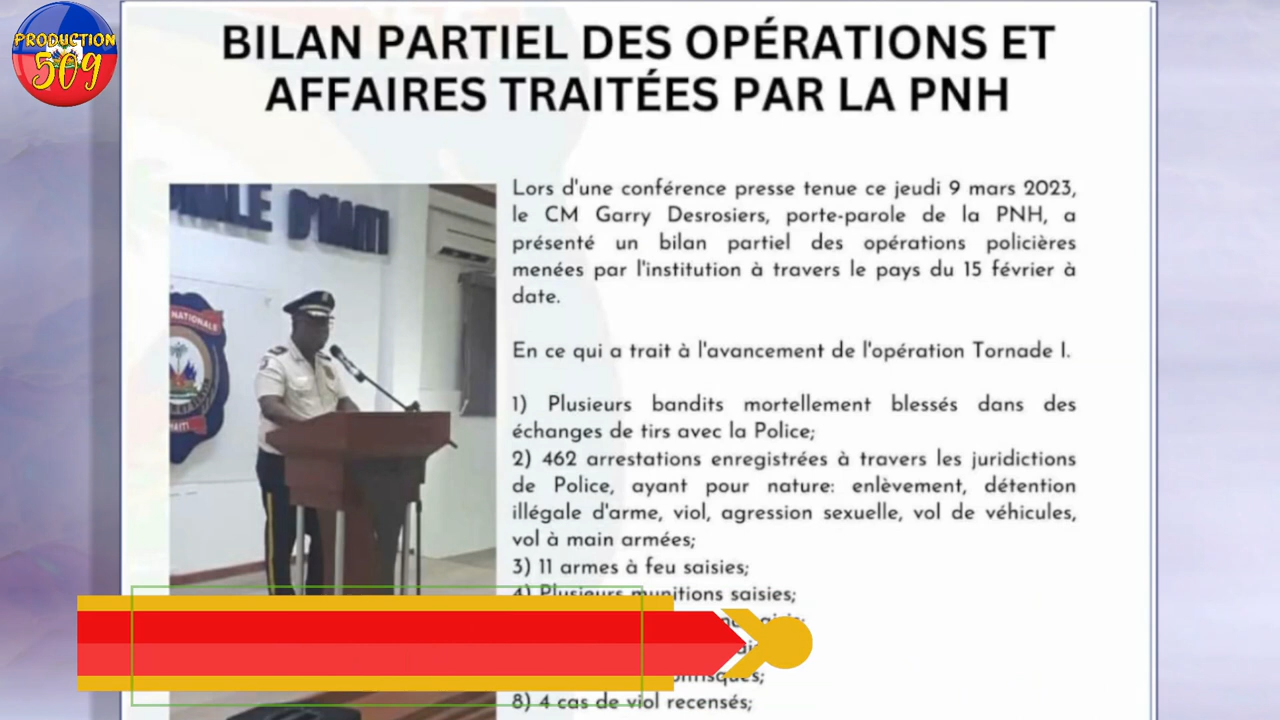 PRODUCTION
509
BILAN PARTIEL DES OPÉRATIONS ET
AFFAIRES TRAITÉES PAR LA PNH
NALE D'HAITI
NATIONALE
HAITI
Lors d'une conférence presse tenue ce jeudi 9 mars 2023,
le CM Garry Desrosiers, porte-parole de la PNH, a
présenté un bilan partiel des opérations policières
menées par l'institution à travers le pays du 15 février à
date.
En ce qui a trait à l'avancement de l'opération Tornade I.
1) Plusieurs bandits mortellement blessés dans des
échanges de tirs avec la Police;
2) 462 arrestations enregistrées à travers les juridictions
de Police, ayant pour nature: enlèvement, détention
illégale d'arme, viol, agression sexuelle, vol de véhicules,
vol à main armées;
3) 11 armes à feu saisies;
4) Plusieurs munitions saisies;
8) 4 cas de viol recensés;